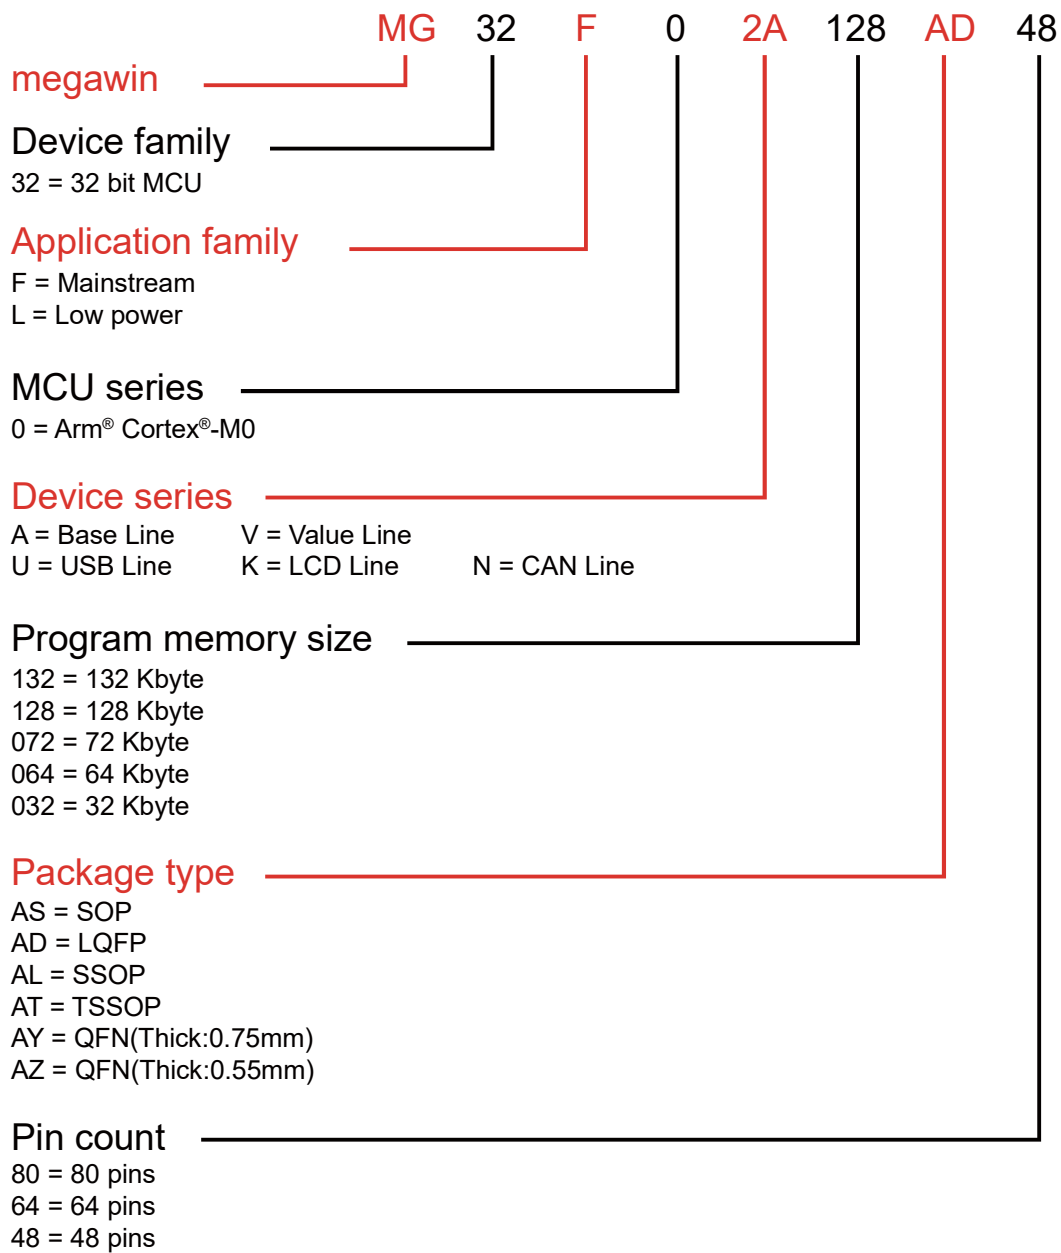 MG 32 F 0 2A 128 AD 48
megawin
Device family
32 = 32 bit MCU
Application family
F = Mainstream
L = Low power
MCU series
0 = Arm® Cortex®-M0
Device series
A = Base Line V = Value Line
U = USB Line K = LCD Line N = CAN Line
Program memory size
132 = 132 Kbyte
128 = 128 Kbyte
072 = 72 Kbyte
064 = 64 Kbyte
032 = 32 Kbyte
Package type
AS = SOP
AD = LQFP
AL = SSOP
AT = TSSOP
AY = QFN(Thick:0.75mm)
AZ = QFN(Thick:0.55mm)
Pin count
80 = 80 pins
64 = 64 pins
48 = 48 pins